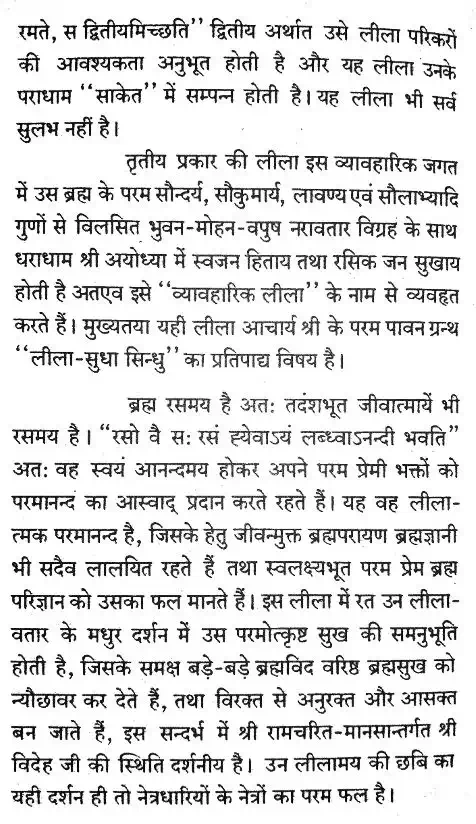 रमते, स द्वितीयमिच्छति" द्वितीय अर्थात उसे लीला परिकरों
की आवश्यकता अनुभूत होती है और यह लीला उनके
पराधाम "साकेत" में सम्पन्न होती है। यह लीला भी सर्व
सुलभ नहीं है।
तृतीय प्रकार की लीला इस व्यावहारिक जगत
में उस ब्रह्म के परम सौन्दर्य, सौकुमार्य, लावण्य एवं सौलाभ्यादि
गुणों से विलसित भुवन-मोहन-वपुष नरावतार विग्रह के साथ
धराधाम श्री अयोध्या में स्वजन हिताय तथा रसिक जन सुखाय
होती है अतएव इसे "व्यावहारिक लीला" के नाम से व्यवहृत
करते हैं। मुख्यतया यही लीला आचार्य श्री के परम पावन ग्रन्थ
"लीला-सुधा सिन्धु" का प्रतिपाद्य विषय है।
ब्रह्म रसमय है अतः तदंशभूत जीवात्मायें भी
रसमय है। "रसो वै सः रसं ह्येवाऽयं लब्ध्वाऽनन्दी भवति"
अतः वह स्वयं आनन्दमय होकर अपने परम प्रेमी भक्तों को
परमानन्द का आस्वाद् प्रदान करते रहते हैं। यह वह लीला-
त्मक परमानन्द है, जिसके हेतु जीवन्मुक्त ब्रह्मपरायण ब्रह्मज्ञानी
भी सदैव लालयित रहते हैं तथा स्वलक्ष्यभूत परम प्रेम ब्रह्म
परिज्ञान को उसका फल मानते हैं। इस लीला में रत उन लीला-
वतार के मधुर दर्शन में उस परमोत्कृष्ट सुख की समनुभूति
होती है, जिसके समक्ष बड़े-बड़े ब्रह्मविद वरिष्ठ ब्रह्मसुख को
न्यौछावर कर देते हैं, तथा विरक्त से अनुरक्त और आसक्त
बन जाते हैं, इस सन्दर्भ में श्री रामचरित-मानसान्तर्गत श्री
विदेह जी की स्थिति दर्शनीय है। उन लीलामय की छबि का
यही दर्शन ही तो नेत्रधारियों के नेत्रों का परम फल है।